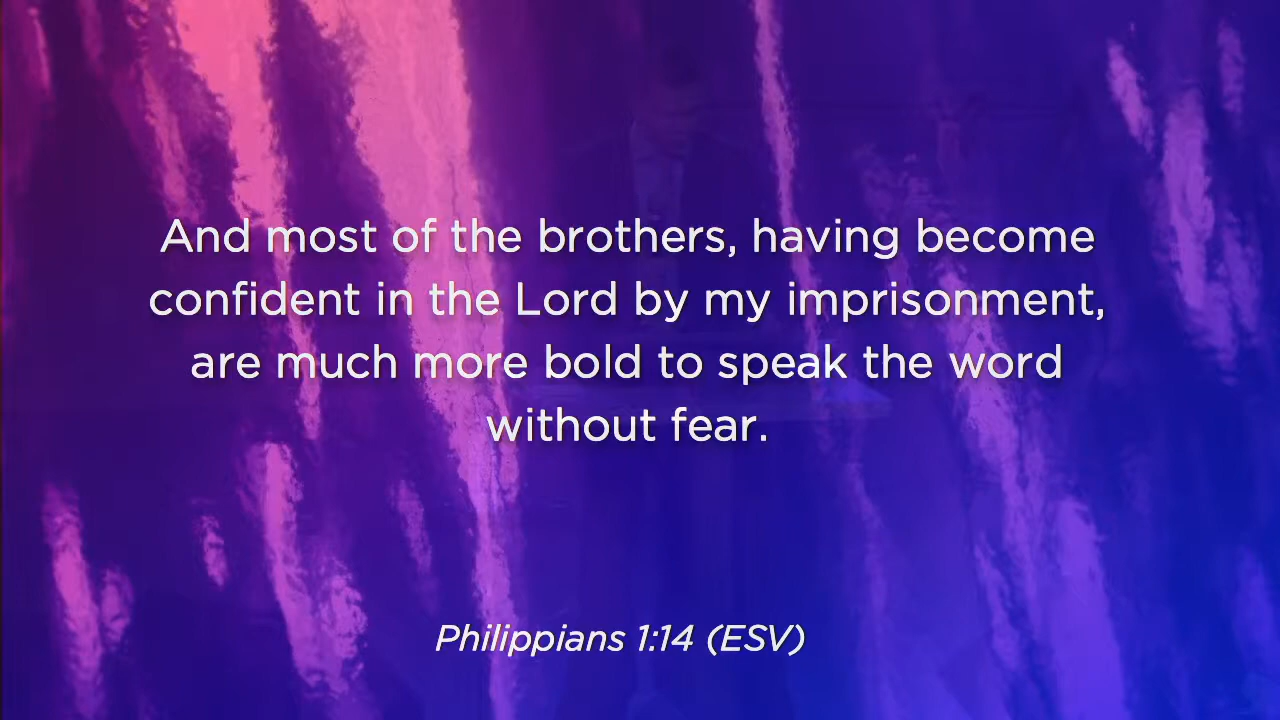 And most of the brothers, having become
confident in the Lord by my imprisonment,
are much more bold to speak the word
without fear.
Philippians 1:14 (ESV)